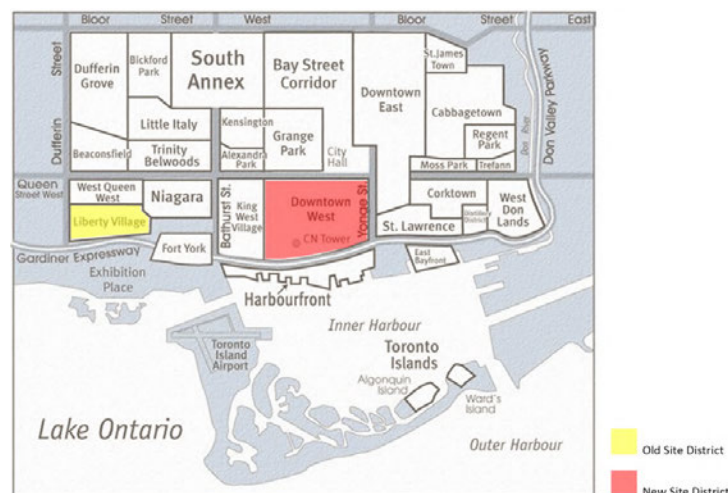 Bloor Street West Bloor Street East
Dufferin Street
Don Valley Parkway
Don River
Dufferin
Grove
Bickford
Park
South
Annex
Bay Street
Corridor
Downtown
East
St.James
Town
Cabbagetown
Regent
Park
Little Italy
Kensington
Grange
Park
City
Hall
Beaconsfield
Trinity
Belwoods
Alexandra
Park
Moss Park
Trefann
Queen
Street West
West Queen
West
Niagara
Liberty Village
Bathurst St.
King
West
Village
Downtown
West
CN Tower
Yonge St.
Corktown
Distillery
District
West
Don
Lands
St. Lawrence
Fort York
Gardiner Expressway
East
Bayfront
Exhibition
Place
Harbourfront
Inner Harbour
Toronto
Island
Airport
Toronto
Islands
Algonquin
Island
Ward's
Island
Lake Ontario
Outer Harbour
Old Site District
New Site District